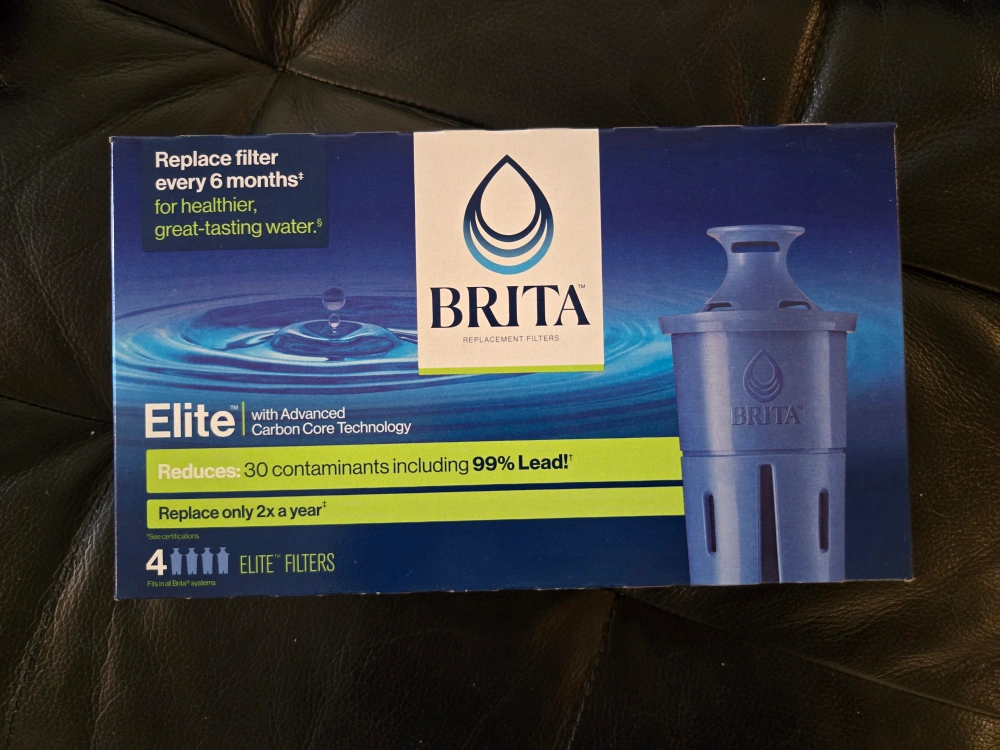 Replace filter
every 6 months‡
for healthier,
great-tasting water.§
BRITA™
REPLACEMENT FILTERS
Elite™ with Advanced
Carbon Core Technology
Reduces: 30 contaminants including 99% Lead!†
Replace only 2x a year‡
†See certifications
4 ELITE™ FILTERS
Fits in all Brita® systems
BRITA™